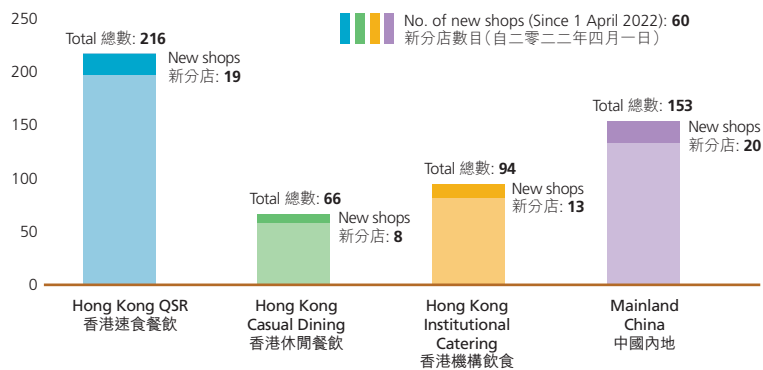 No. of new shops (Since 1 April 2022): 60
新分店數目(自二零二二年四月一日)
250
200
150
100
50
0
Total 總數: 216
New shops
新分店: 19
Total 總數: 66
New shops
新分店: 8
Total 總數: 94
New shops
新分店: 13
Total 總數: 153
New shops
新分店: 20
Hong Kong QSR
香港速食餐飲
Hong Kong
Casual Dining
香港休閒餐飲
Hong Kong
Institutional
Catering
香港機構飲食
Mainland
China
中國內地